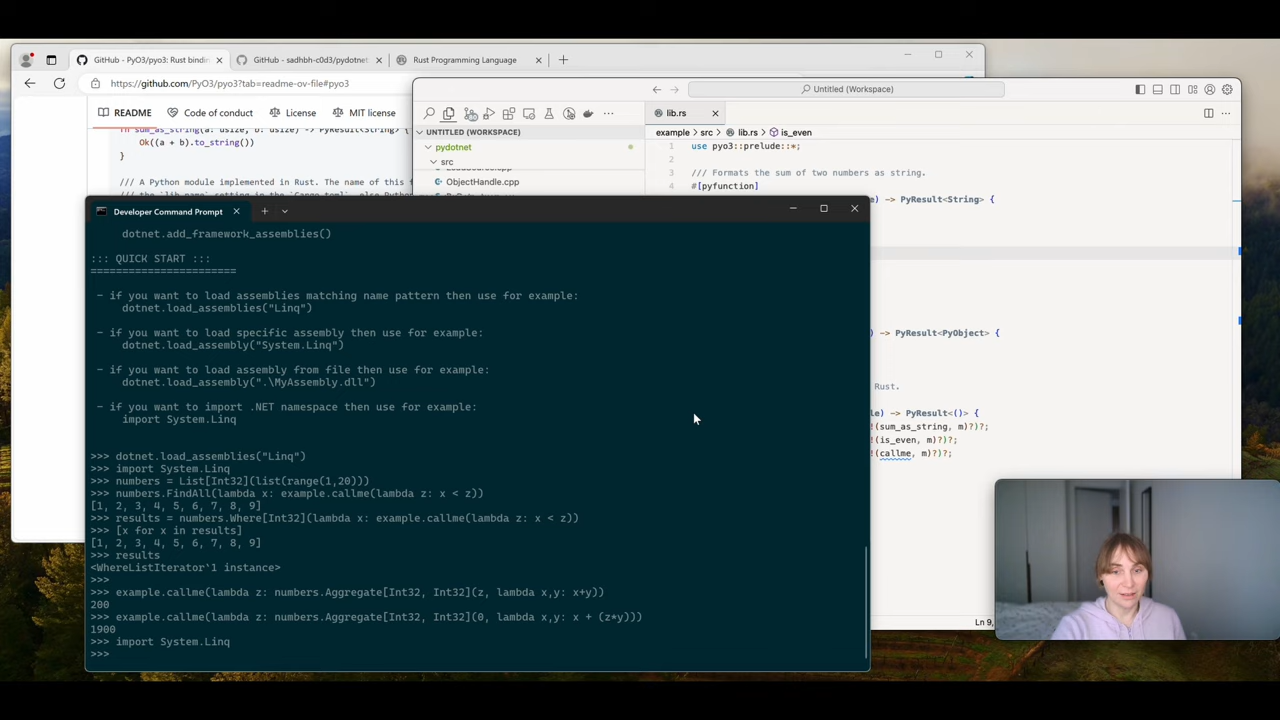 GitHub - PyO3/pyo3: Rust bindin
GitHub - sadhbh-c0d3/pydotnet:
Rust Programming Language
https://github.com/PyO3/pyo3?tab=readme-ov-file#pyo3
README
Code of conduct
License
MIT license
Ok((a + b).to_string())
}
/// A Python module implemented in Rust. The name of this f
Untitled (Workspace)
UNTITLED (WORKSPACE)
pydotnet
src
ObjectHandle.cpp
lib.rs
example > src > lib.rs > is_even
1 use pyo3::prelude::*;
2
3 /// Formats the sum of two numbers as string.
4 #[pyfunction]
) -> PyResult<String> {
) -> PyResult<PyObject> {
Rust.
le) -> PyResult<()> {
!(sum_as_string, m)?)?;
!(is_even, m)?)?;
!(callme, m)?)?;
Ln 9,
Developer Command Prompt
dotnet.add_framework_assemblies()
::: QUICK START :::
=======================
- if you want to load assemblies matching name pattern then use for example:
dotnet.load_assemblies("Linq")
- if you want to load specific assembly then use for example:
dotnet.load_assembly("System.Linq")
- if you want to load assembly from file then use for example:
dotnet.load_assembly(".\MyAssembly.dll")
- if you want to import .NET namespace then use for example:
import System.Linq
>>> dotnet.load_assemblies("Linq")
>>> import System.Linq
>>> numbers = List[Int32](list(range(1,20)))
>>> numbers.FindAll(lambda x: example.callme(lambda z: x < z))
[1, 2, 3, 4, 5, 6, 7, 8, 9]
>>> results = numbers.Where[Int32](lambda x: example.callme(lambda z: x < z))
>>> [x for x in results]
[1, 2, 3, 4, 5, 6, 7, 8, 9]
>>> results
<WhereListIterator`1 instance>
>>>
>>> example.callme(lambda z: numbers.Aggregate[Int32, Int32](z, lambda x,y: x+y))
200
>>> example.callme(lambda z: numbers.Aggregate[Int32, Int32](0, lambda x,y: x + (z*y)))
1900
>>> import System.Linq
>>>